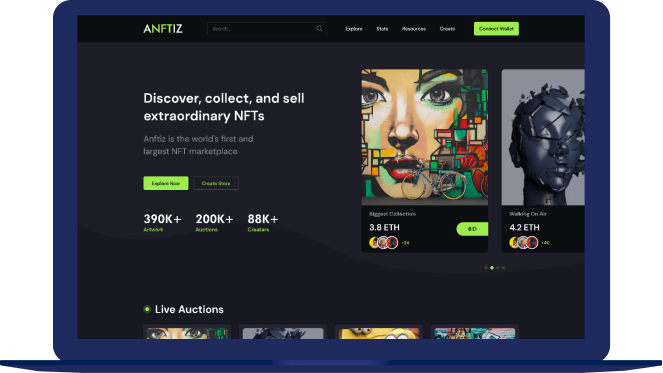 ANFTIZ
Search...
Explore
Stats
Resources
Create
Connect Wallet
Discover, collect, and sell
extraordinary NFTs
Anftiz is the world's first and
largest NFT marketplace
Explore Now
Create Store
390K+
200K+
88K+
Artwork
Auctions
Creators
Biggest Collection
3.8 ETH
BID
+34
Walking On Air
4.2 ETH
+40
Live Auctions